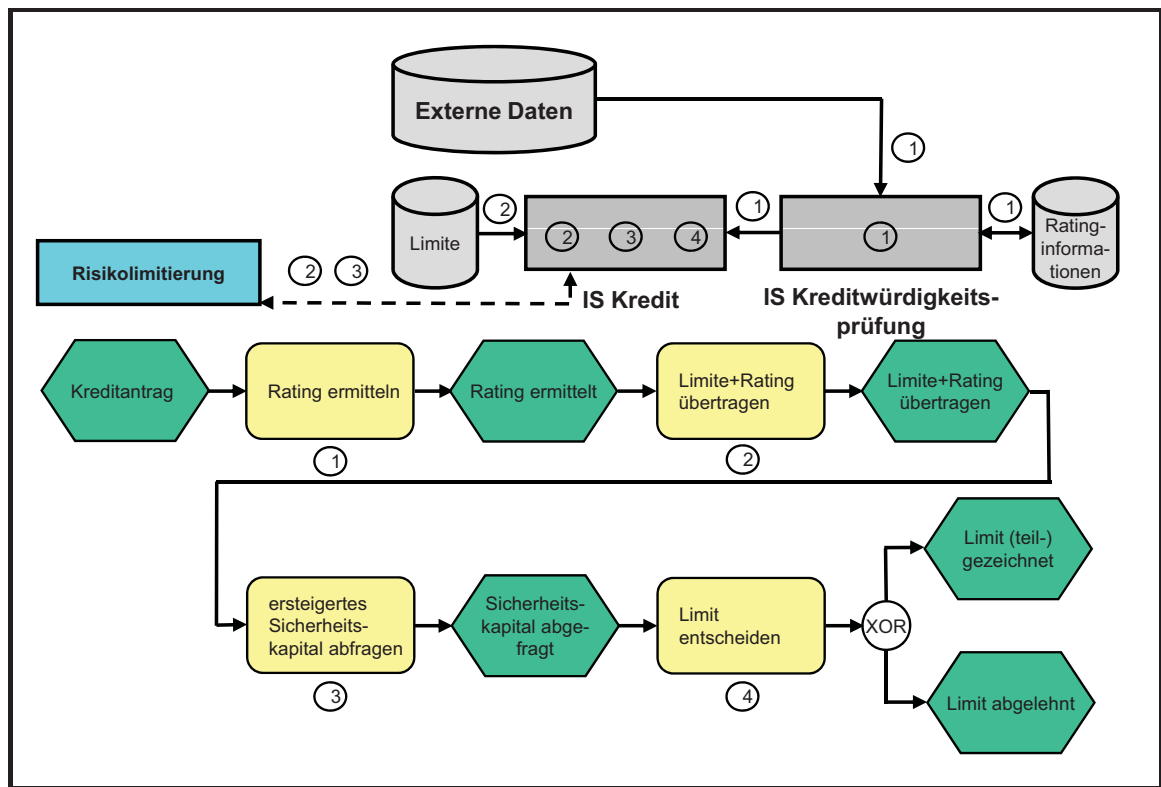 Externe Daten
1
Limite
2
2 3 4
1
1
1
Rating-
informa-
tionen
Risikolimitierung
2 3
IS Kredit
IS Kreditwürdigkeits-
prüfung
Kreditantrag
Rating ermitteln
Rating ermittelt
Limite+Rating
übertragen
Limite+Rating
übertragen
1
2
ersteigertes
Sicherheits-
kapital abfragen
Sicherheits-
kapital abge-
fragt
Limit
entscheiden
XOR
Limit (teil-)
gezeichnet
Limit abgelehnt
3
4